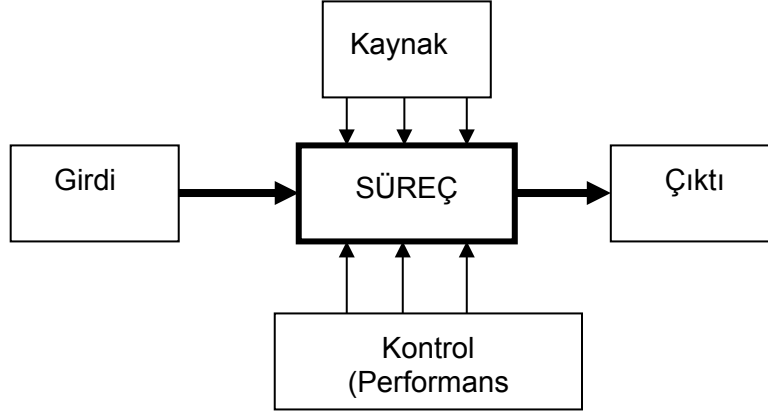 Kaynak
Girdi
SÜREÇ
Çıktı
Kontrol
(Performans